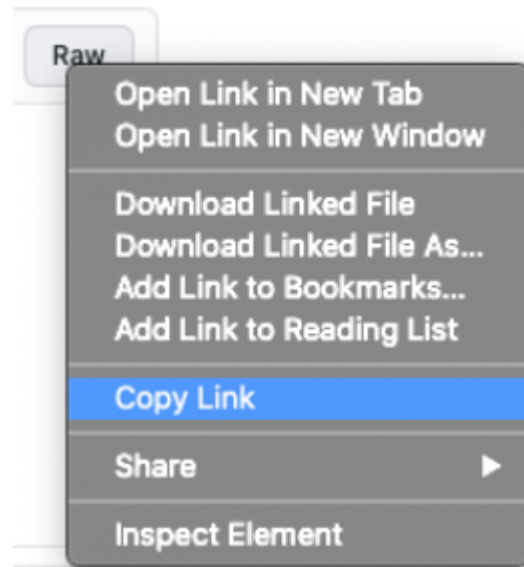 Raw
Open Link in New Tab
Open Link in New Window
Download Linked File
Download Linked File As...
Add Link to Bookmarks...
Add Link to Reading List
Copy Link
Share
Inspect Element